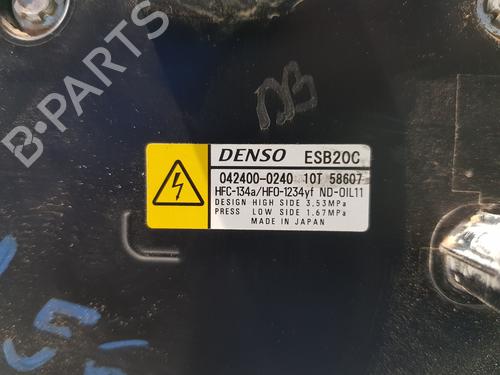 B-PARTS
DENSO ESB20C
042400-0240 10T 58607
HFC-134a/HFO-1234yf ND-OIL11
DESIGN HIGH SIDE 3.53MPa
PRESS LOW SIDE 1.67MPa
MADE IN JAPAN